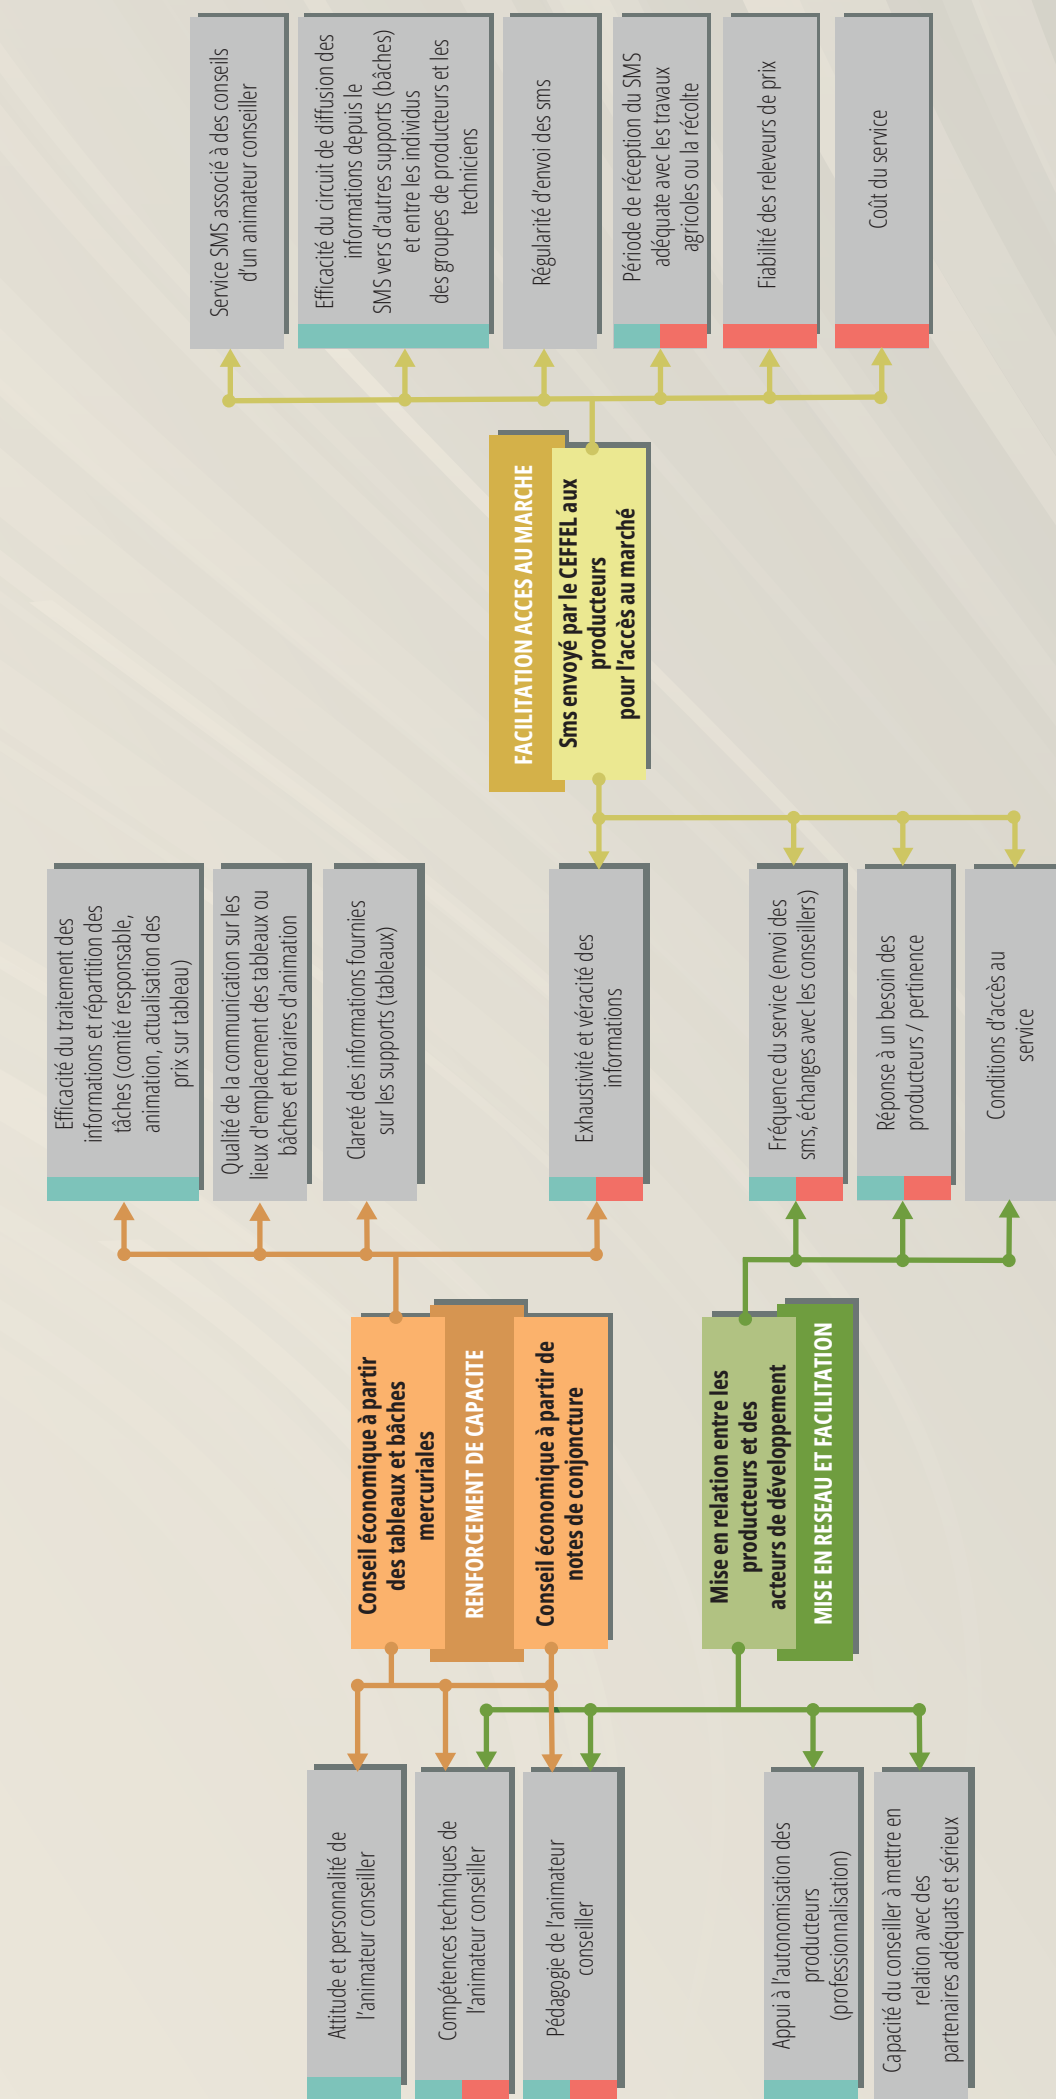 Attitude et personnalité de
l'animateur conseiller
Compétences techniques de
l'animateur conseiller
Pédagogie de l'animateur
conseiller
Appui à l'autonomisation des
producteurs
(professionnalisation)
Capacité du conseiller à mettre en
relation avec des
partenaires adéquats et sérieux
Conseil économique à partir
des tableaux et bâches
mercuriales
RENFORCEMENT DE CAPACITE
Conseil économique à partir de
notes de conjoncture
Mise en relation entre les
producteurs et des
acteurs de développement
MISE EN RESEAU ET FACILITATION
Efficacité du traitement des
informations et répartition des
tâches (comité responsable,
animation, actualisation des
prix sur tableau)
Qualité de la communication sur les
lieux d'emplacement des tableaux ou
bâches et horaires d'animation
Clareté des informations fournies
sur les supports (tableaux)
Exhaustivité et véracité des
informations
Fréquence du service (envoi des
sms, échanges avec les conseillers)
Réponse à un besoin des
producteurs / pertinence
Conditions d'accès au
service
FACILITATION ACCES AU MARCHE
Sms envoyé par le CEFFEL aux
producteurs
pour l'accès au marché
Service SMS associé à des conseils
d'un animateur conseiller
Efficacité du circuit de diffusion des
informations depuis le
SMS vers d'autres supports (bâches)
et entre les individus
des groupes de producteurs et les
techniciens
Régularité d'envoi des sms
Période de réception du SMS
adéquate avec les travaux
agricoles ou la récolte
Fiabilité des releveurs de prix
Coût du service